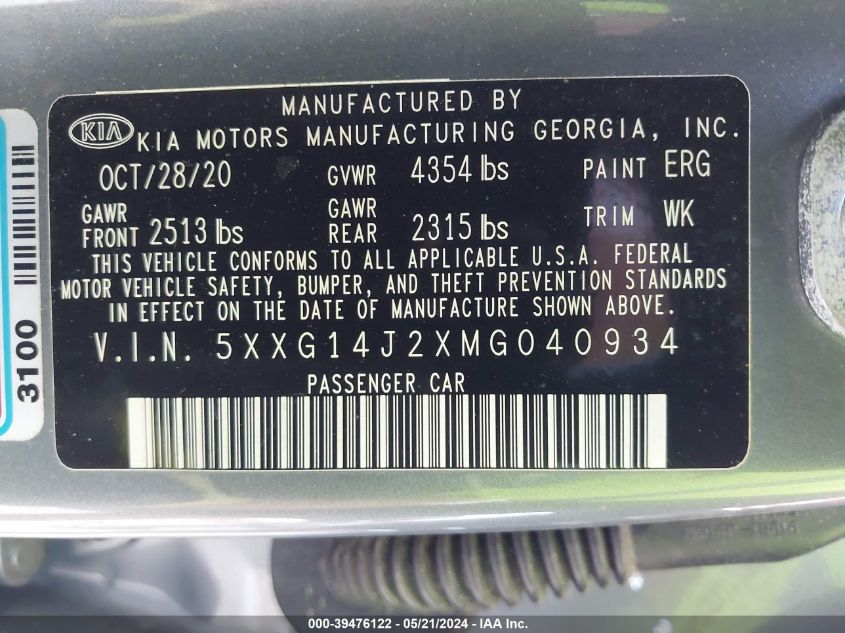 MANUFACTURED BY
KIA KIA MOTORS MANUFACTURING GEORGIA, INC.
OCT/28/20 GVWR 4354 lbs PAINT ERG
GAWR FRONT 2513 lbs GAWR REAR 2315 lbs TRIM WK
THIS VEHICLE CONFORMS TO ALL APPLICABLE U.S.A. FEDERAL
MOTOR VEHICLE SAFETY, BUMPER, AND THEFT PREVENTION STANDARDS
IN EFFECT ON THE DATE OF MANUFACTURE SHOWN ABOVE.
V.I.N. 5XXG14J2XMG040934
PASSENGER CAR
3100
000-39476122 - 05/21/2024 - IAA Inc.